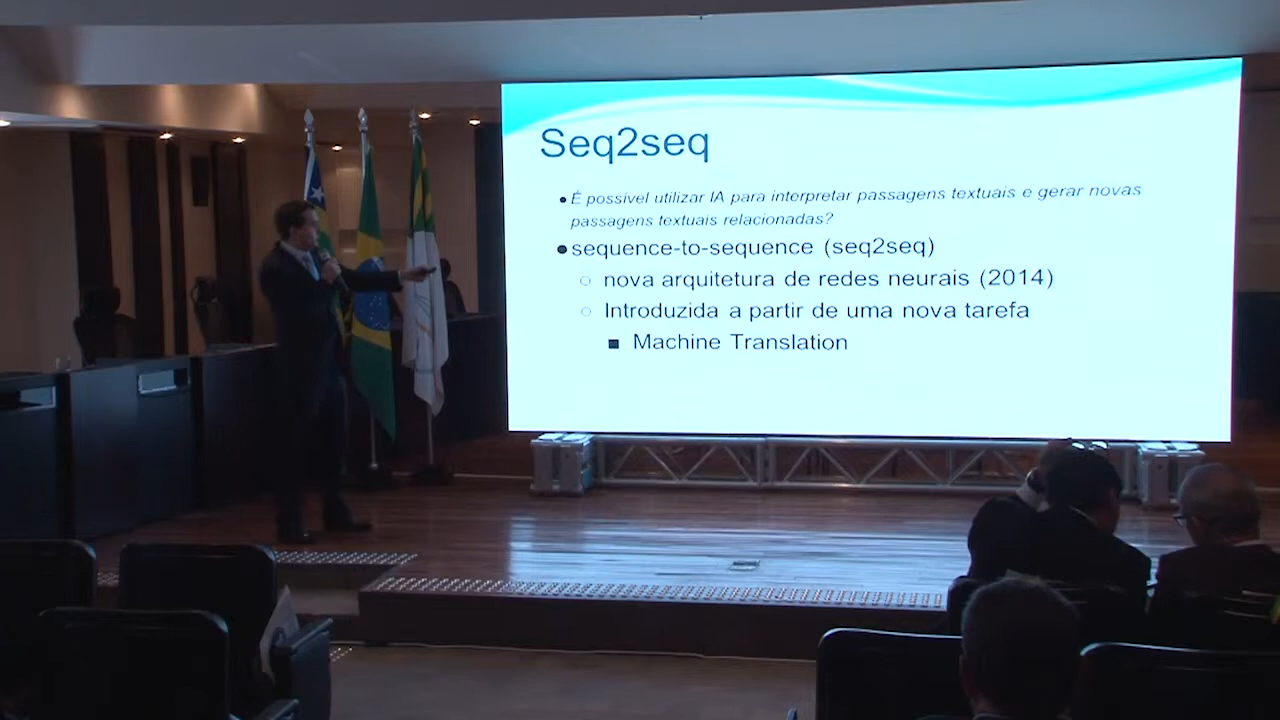 Seq2seq
É possivel utilizar IA para interpretar passagens textuais e gerar novas
passagens textuais relacionadas?
sequence-to-sequence (seq2seq)
nova arquitetura de redes neurais (2014)
Introduzida a partir de uma nova tarefa
Machine Translation